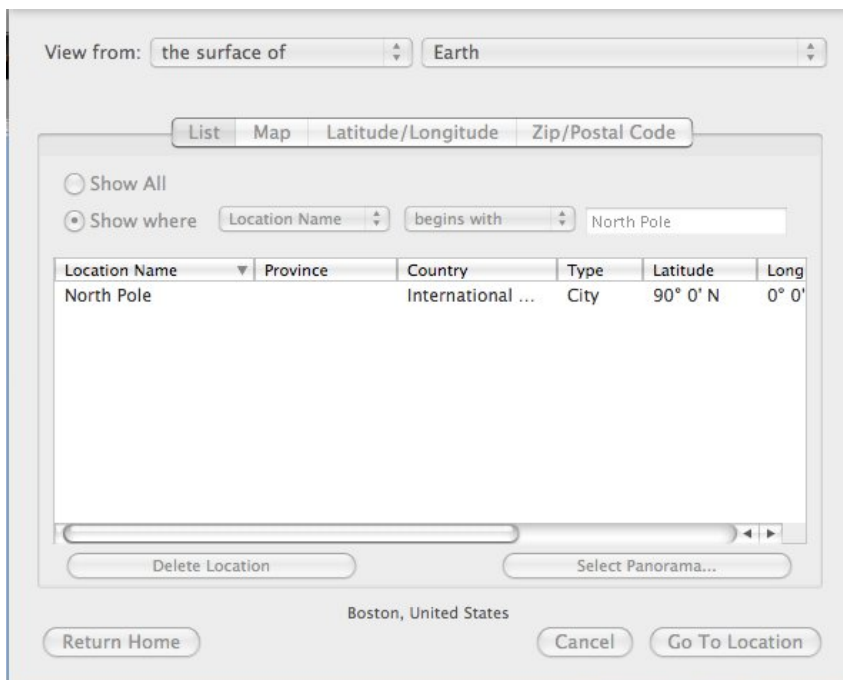 View from: the surface of Earth
List Map Latitude/Longitude Zip/Postal Code
Show All
Show where Location Name begins with North Pole
Location Name Province Country Type Latitude Long
North Pole International ... City 90° 0' N 0° 0'
Delete Location Select Panorama...
Boston, United States
Return Home Cancel Go To Location